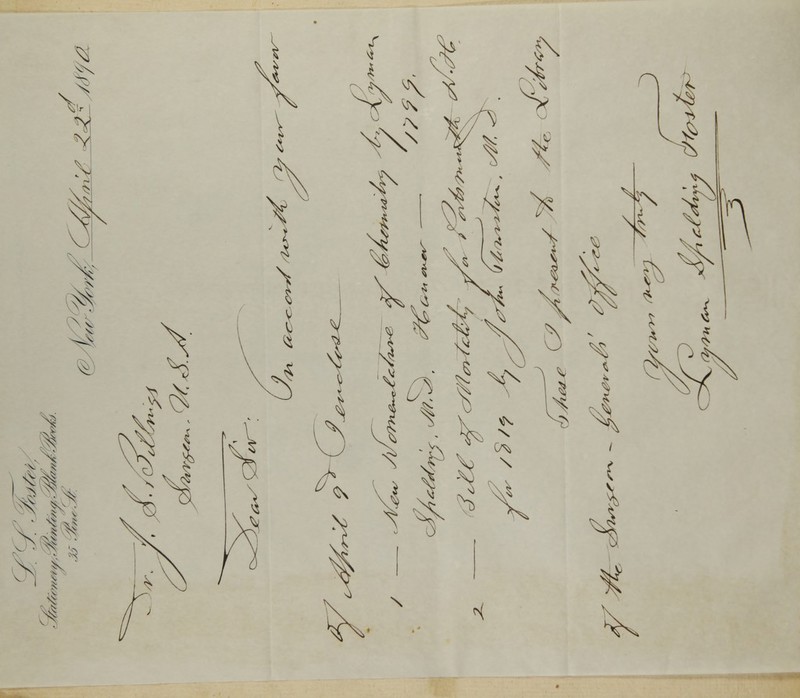 L. S. Foster,
Stationery, Printing, Blank Books.
35 Pine St.
New York, April 22d 1890.
Dr. J. S. Billings
Surgeon. U.S.A.
Dear Sir:
In accord with your favor
of April 9th I enclose
1 — New Nomenclature of Chemistry by Lyman
Spalding, M.D. Hanover — 1799.
2 — Bill of Mortality for Portsmouth N.H.
for 1819 by John Thurston, M.D.
These I present to the Library
of the Surgeon-Generals' Office
Yours very truly
Lyman Spalding Foster